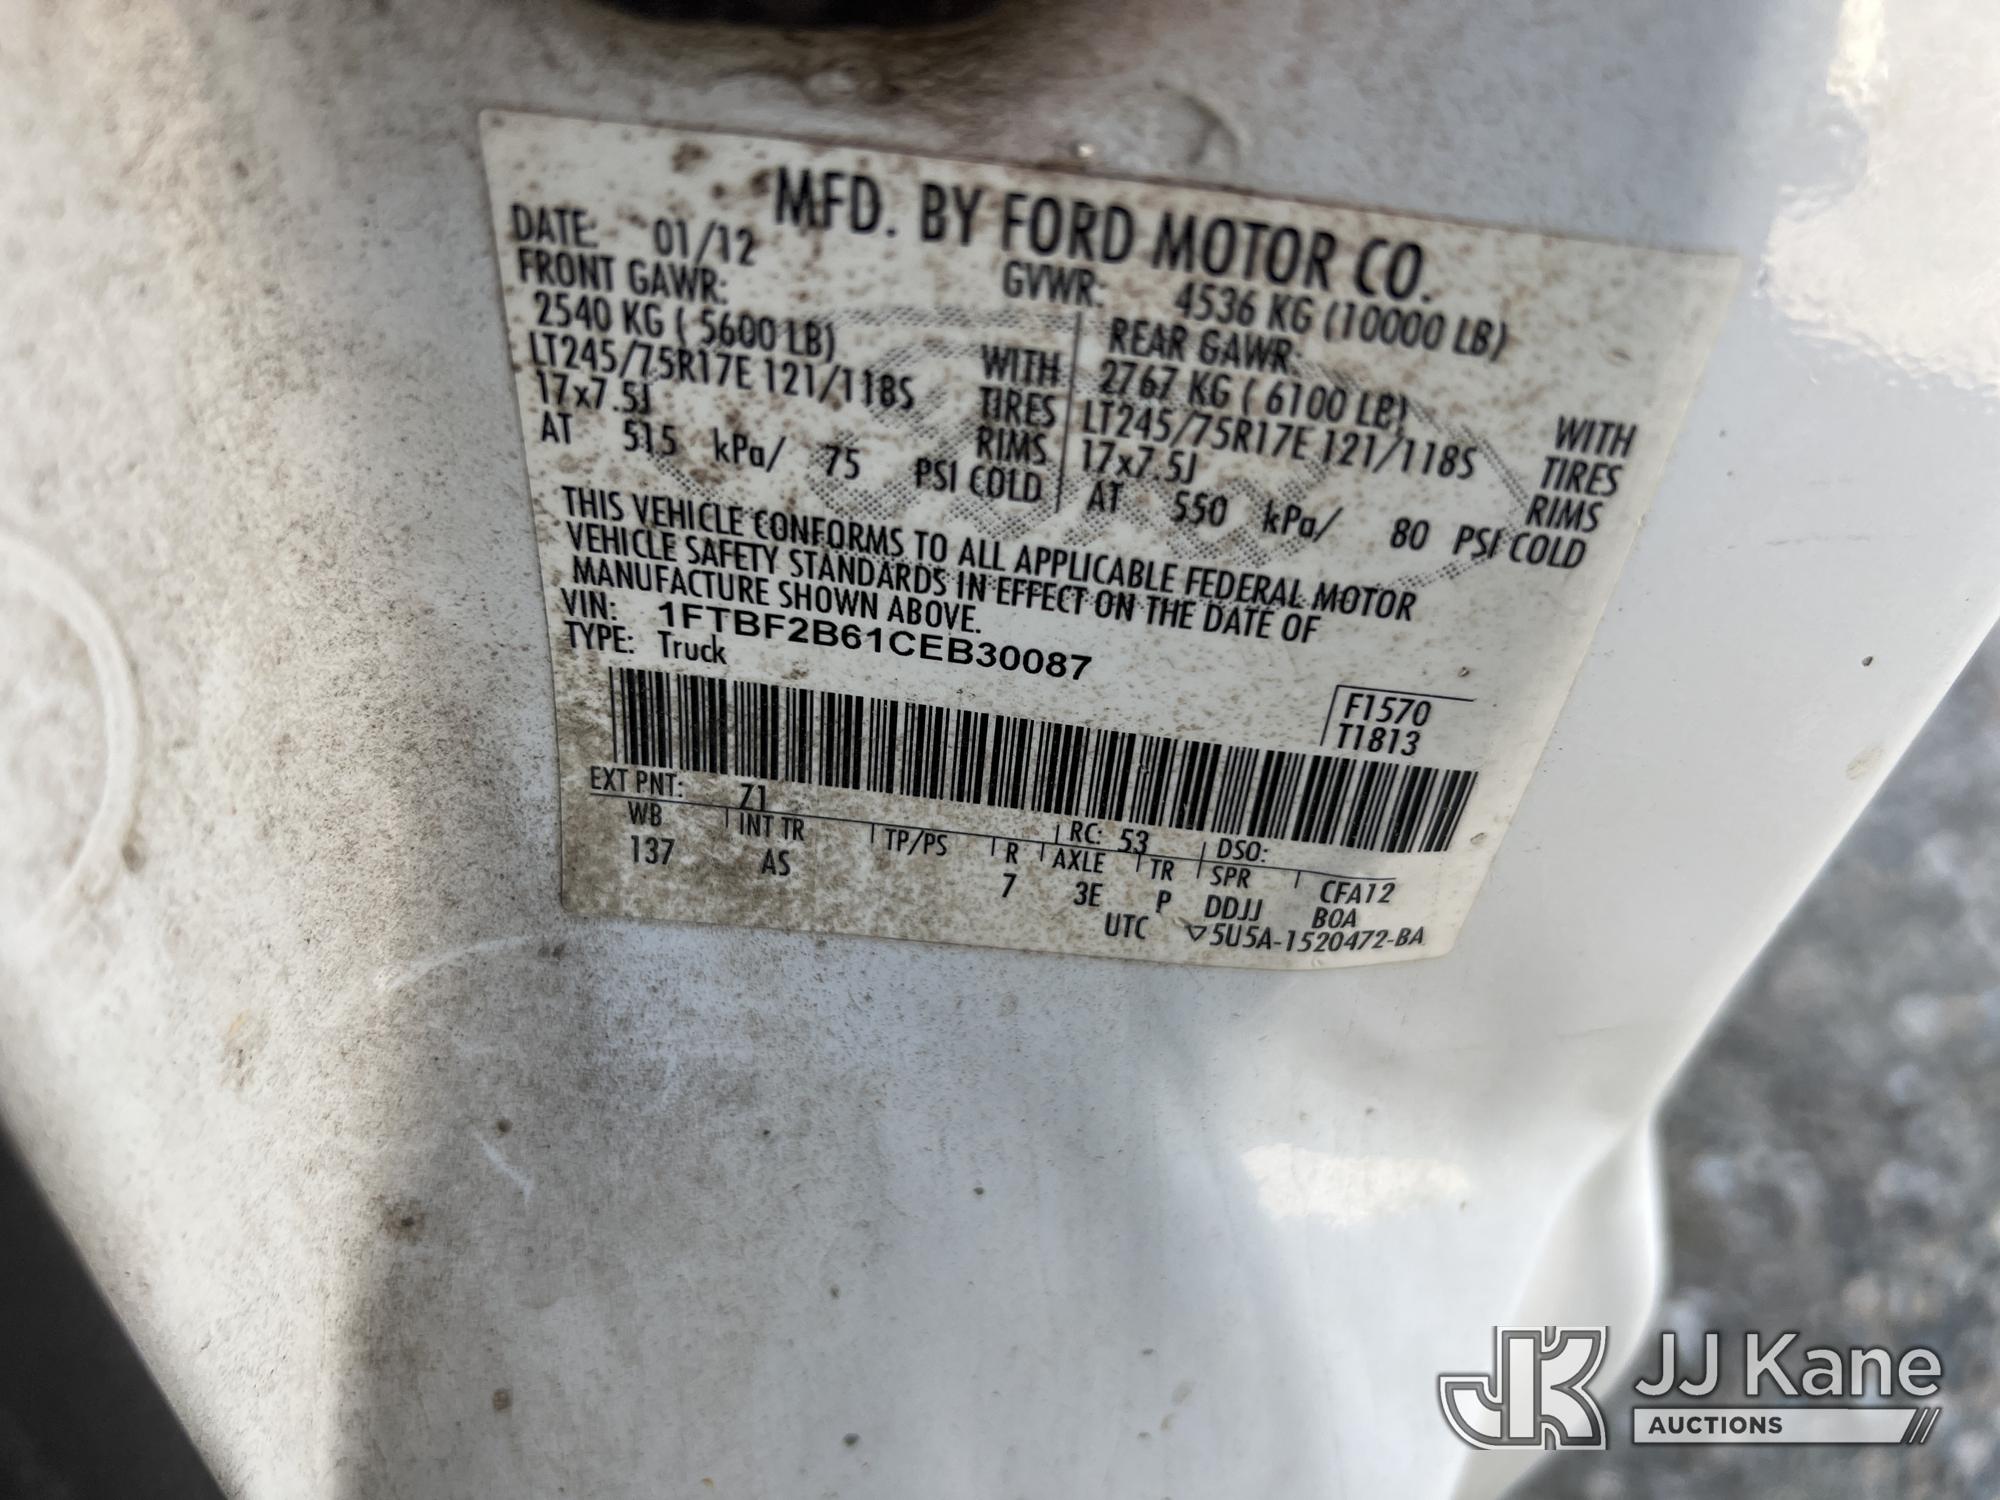 MFD. BY FORD MOTOR CO.
DATE: 01/12 GVWR: 4536 KG (10000 LB)
FRONT GAWR: REAR GAWR:
2540 KG ( 5600 LB) WITH 2767 KG ( 6100 LB) WITH
LT245/75R17E 121/118S TIRES LT245/75R17E 121/118S TIRES
17x7.5J RIMS 17x7.5J RIMS
AT 515 kPa/ 75 PSI COLD AT 550 kPa/ 80 PSI COLD
THIS VEHICLE CONFORMS TO ALL APPLICABLE FEDERAL MOTOR
VEHICLE SAFETY STANDARDS IN EFFECT ON THE DATE OF
MANUFACTURE SHOWN ABOVE.
VIN: 1FTBF2B61CEB30087
TYPE: Truck
F1570
T1813
EXT PNT: Z1 RC: 53 DSO:
WB INT TR TP/PS R AXLE TR SPR CFA12
137 AS 7 3E P DDJJ BOA
UTC ▽5U5A-1520472-BA
JK JJ Kane
AUCTIONS